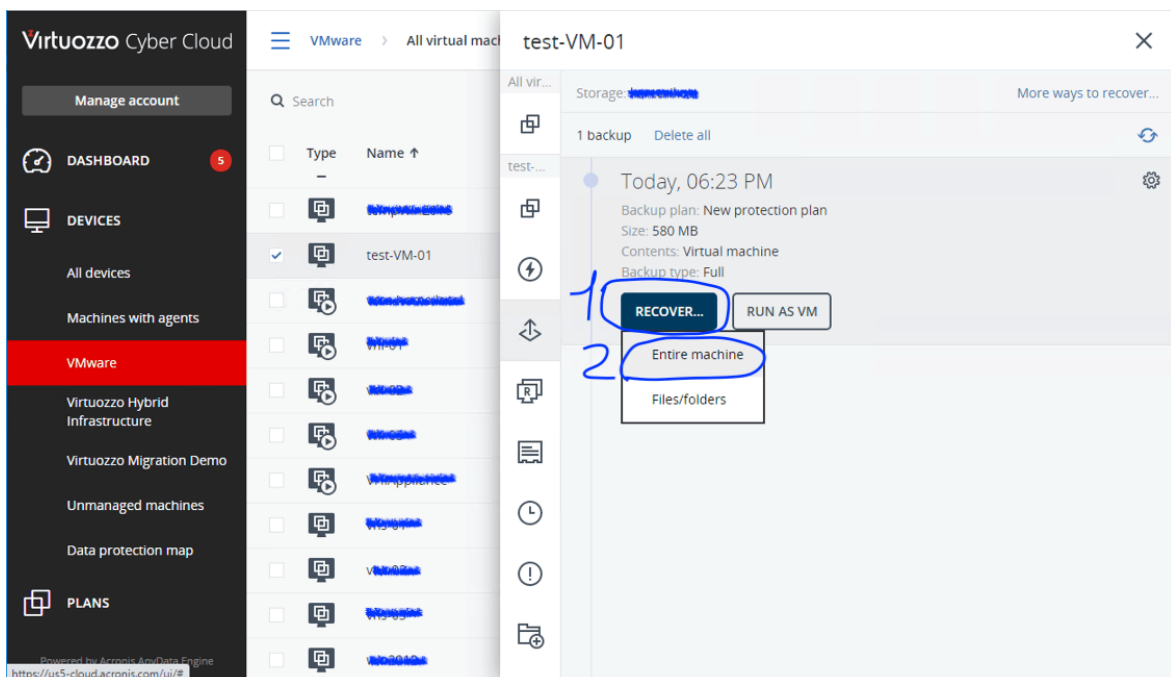 Virtuozzo Cyber Cloud
Manage account
DASHBOARD
5
DEVICES
All devices
Machines with agents
VMware
Virtuozzo Hybrid
Infrastructure
Virtuozzo Migration Demo
Unmanaged machines
Data protection map
PLANS
Powered by Acronis AnyData Engine
https://us5-cloud.acronis.com/ui/#
VMware > All virtual mach
Search
Type Name ↑
test-VM-01
test-VM-01
All vir...
test-...
Storage:
More ways to recover...
1 backup Delete all
Today, 06:23 PM
Backup plan: New protection plan
Size: 580 MB
Contents: Virtual machine
Backup type: Full
1
RECOVER... RUN AS VM
2
Entire machine
Files/folders
R